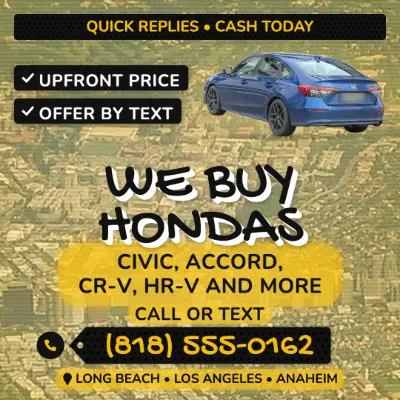 QUICK REPLIES • CASH TODAY
UPFRONT PRICE
OFFER BY TEXT
WE BUY
HONDAS
CIVIC, ACCORD,
CR-V, HR-V AND MORE
CALL OR TEXT
(818) 555-0162
LONG BEACH • LOS ANGELES • ANAHEIM